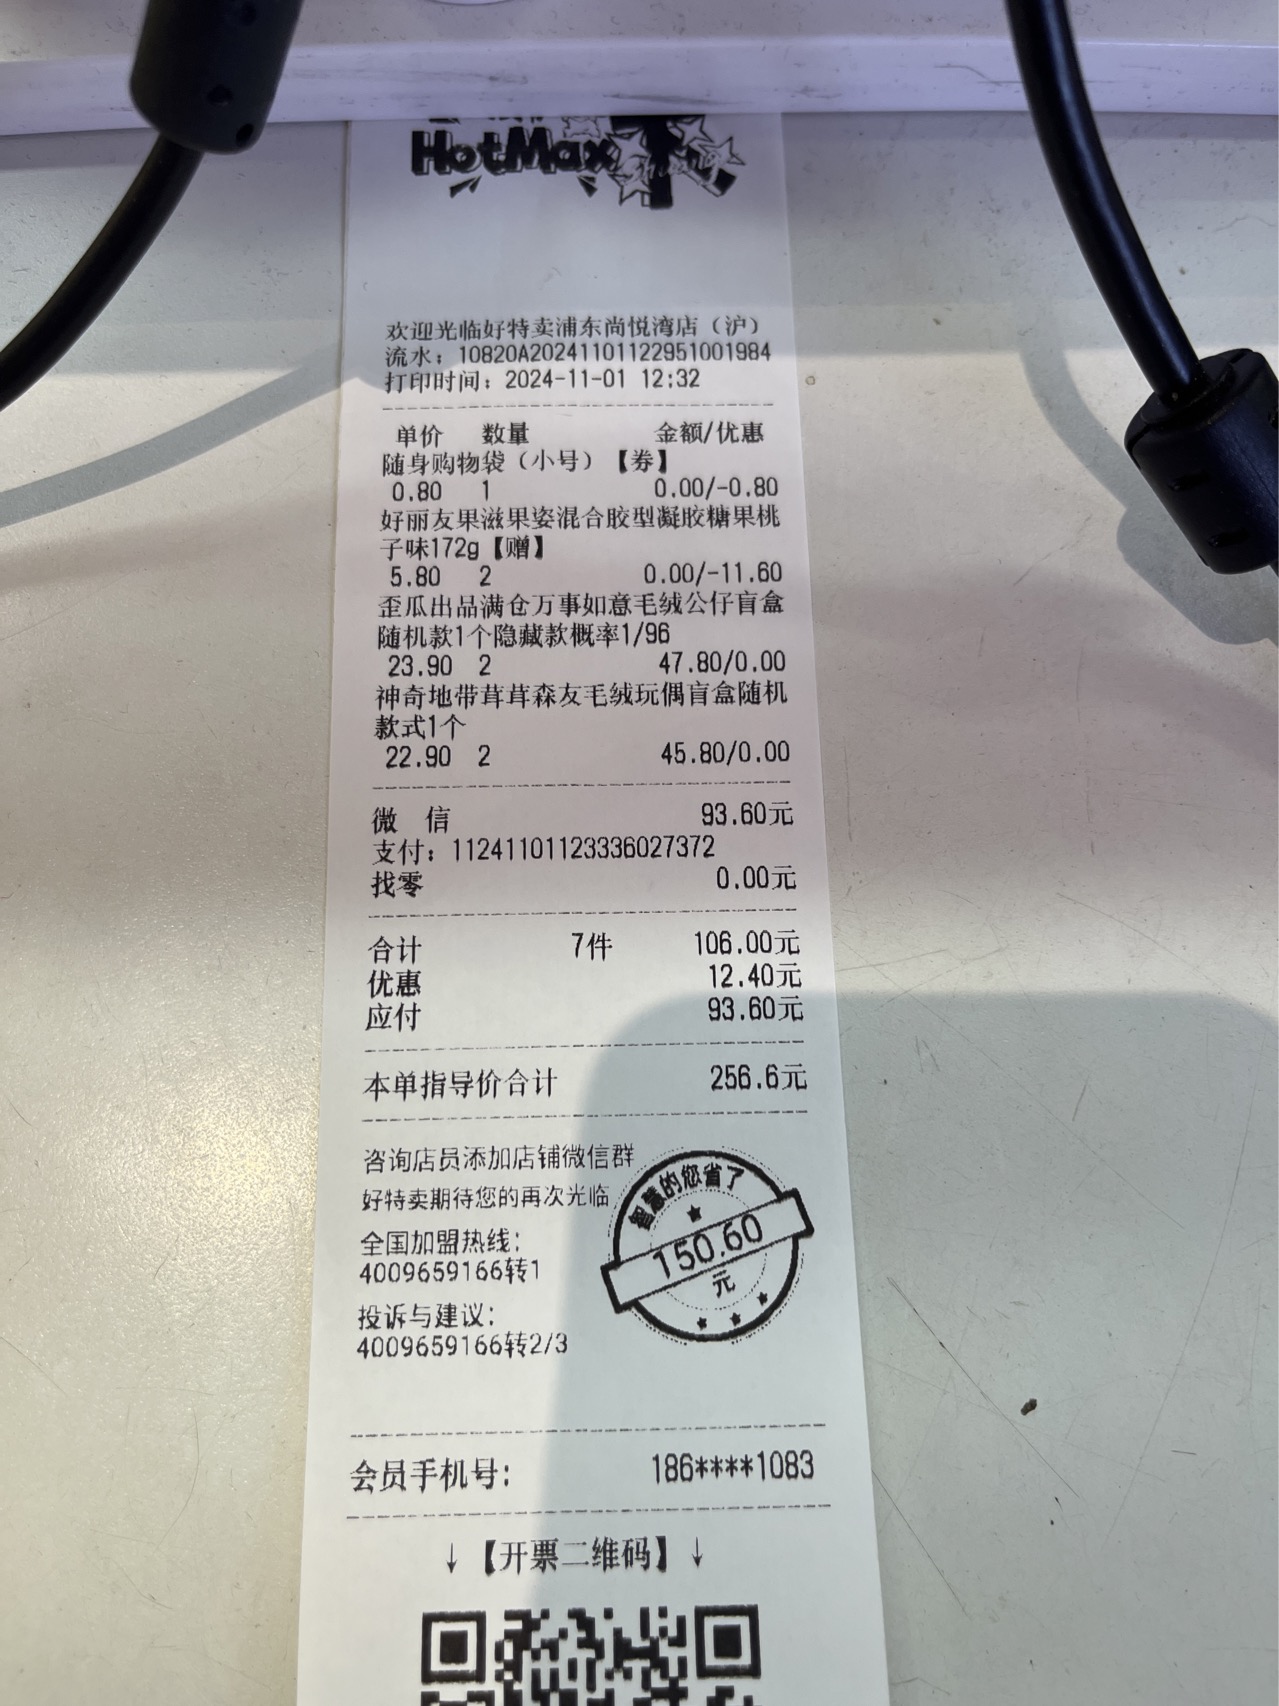 HotMax
欢迎光临好特卖浦东尚悦湾店（沪）
流水：10820A20241101122951001984
打印时间：2024-11-01 12:32
单价 数量 金额/优惠
随身购物袋（小号）【券】
0.80 1 0.00/-0.80
好丽友果滋果姿混合胶型凝胶糖果桃
子味172g【赠】
5.80 2 0.00/-11.60
歪瓜出品满仓万事如意毛绒公仔盲盒
随机款1个隐藏款概率1/96
23.90 2 47.80/0.00
神奇地带茸茸森友毛绒玩偶盲盒随机
款式1个
22.90 2 45.80/0.00
微 信 93.60元
支付：11241101123336027372
找零 0.00元
合计 7件 106.00元
优惠 12.40元
应付 93.60元
本单指导价合计 256.6元
咨询店员添加店铺微信群
好特卖期待您的再次光临
智慧的您省了
150.60
元
全国加盟热线：
4009659166转1
投诉与建议：
4009659166转2/3
会员手机号： 186****1083
↓【开票二维码】↓